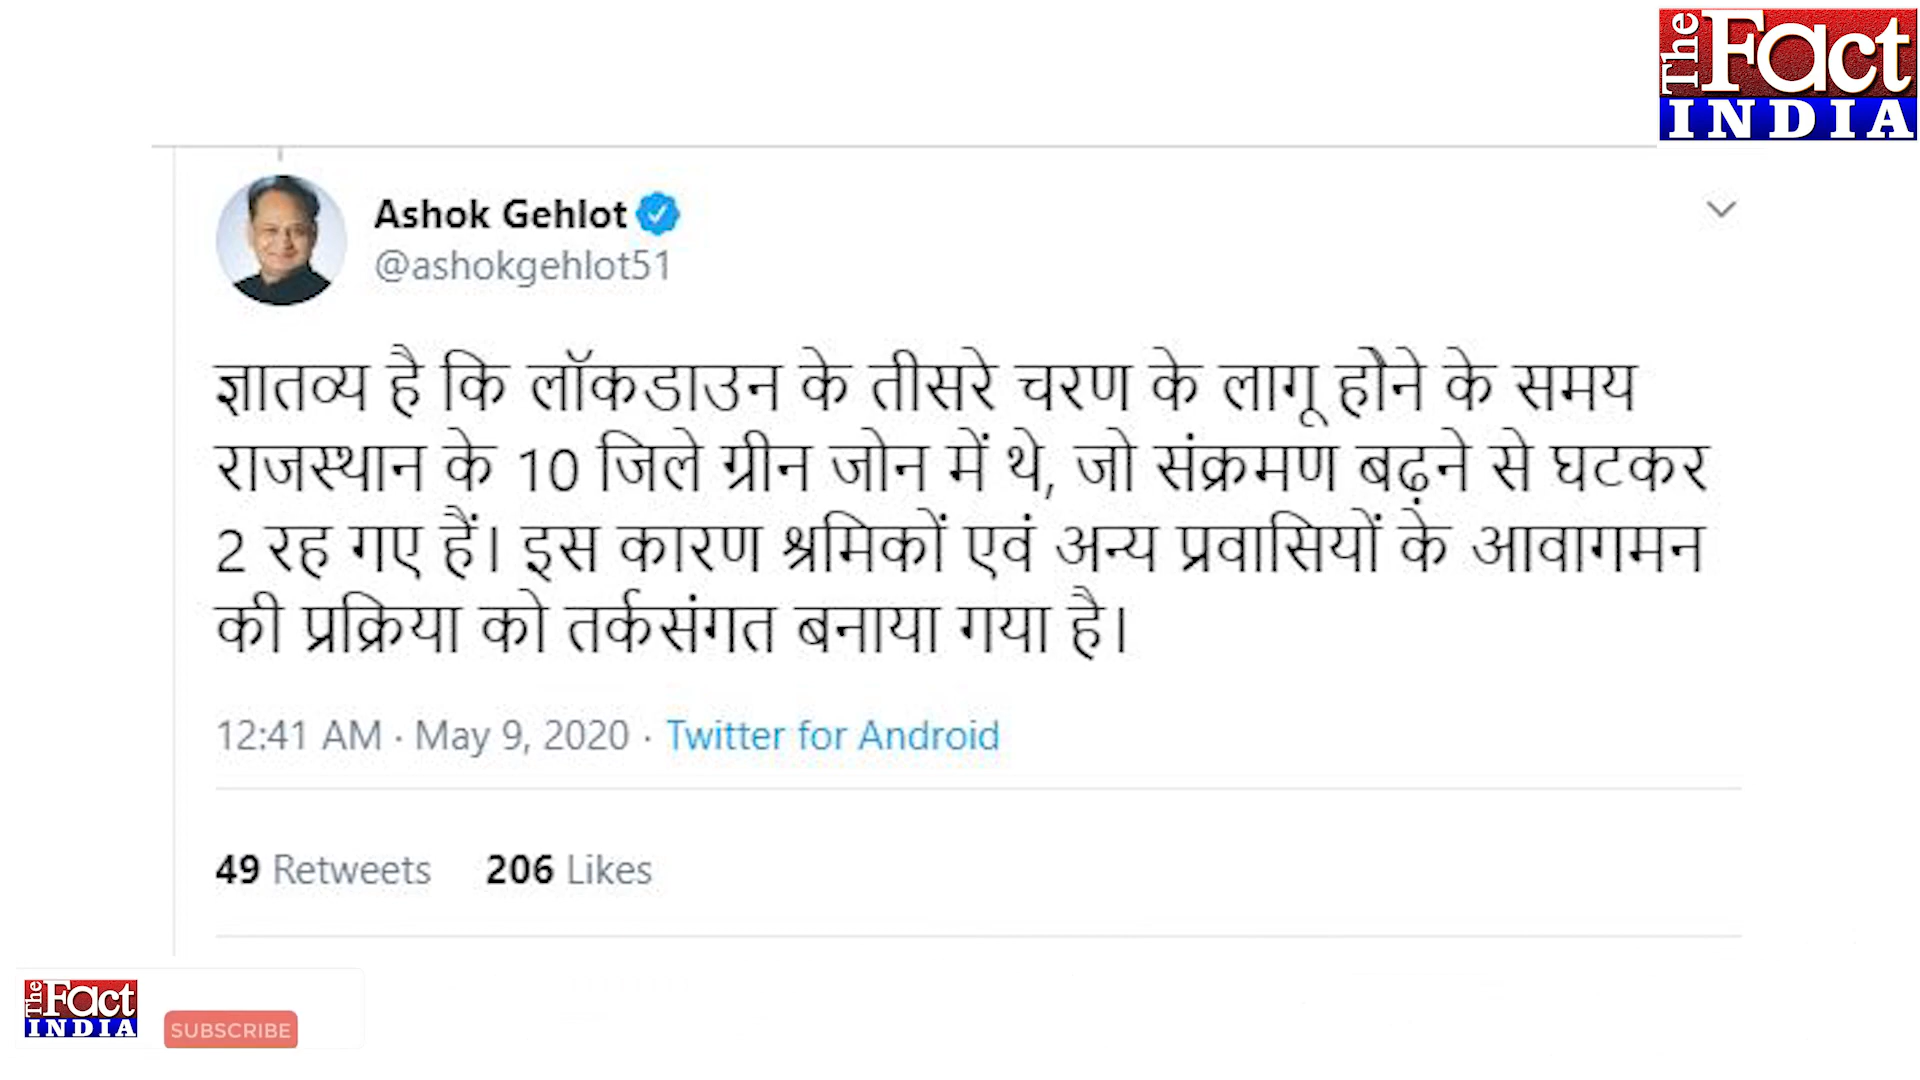 The Fact
INDIA
Ashok Gehlot
@ashokgehlot51
ज्ञातव्य है कि लॉकडाउन के तीसरे चरण के लागू होने के समय
राजस्थान के 10 जिले ग्रीन जोन में थे, जो संक्रमण बढ़ने से घटकर
2 रह गए हैं। इस कारण श्रमिकों एवं अन्य प्रवासियों के आवागमन
की प्रक्रिया को तर्कसंगत बनाया गया है।
12:41 AM · May 9, 2020 · Twitter for Android
49 Retweets 206 Likes
The Fact
INDIA
SUBSCRIBE